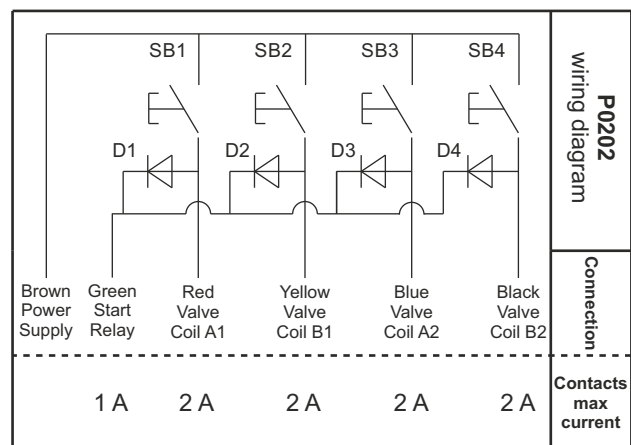 SB1 SB2 SB3 SB4
D1 D2 D3 D4
P0202
wiring diagram
Brown Power Supply
Green Start Relay
Red Valve Coil A1
Yellow Valve Coil B1
Blue Valve Coil A2
Black Valve Coil B2
Connection
1 A 2 A 2 A 2 A 2 A
Contacts
max
current